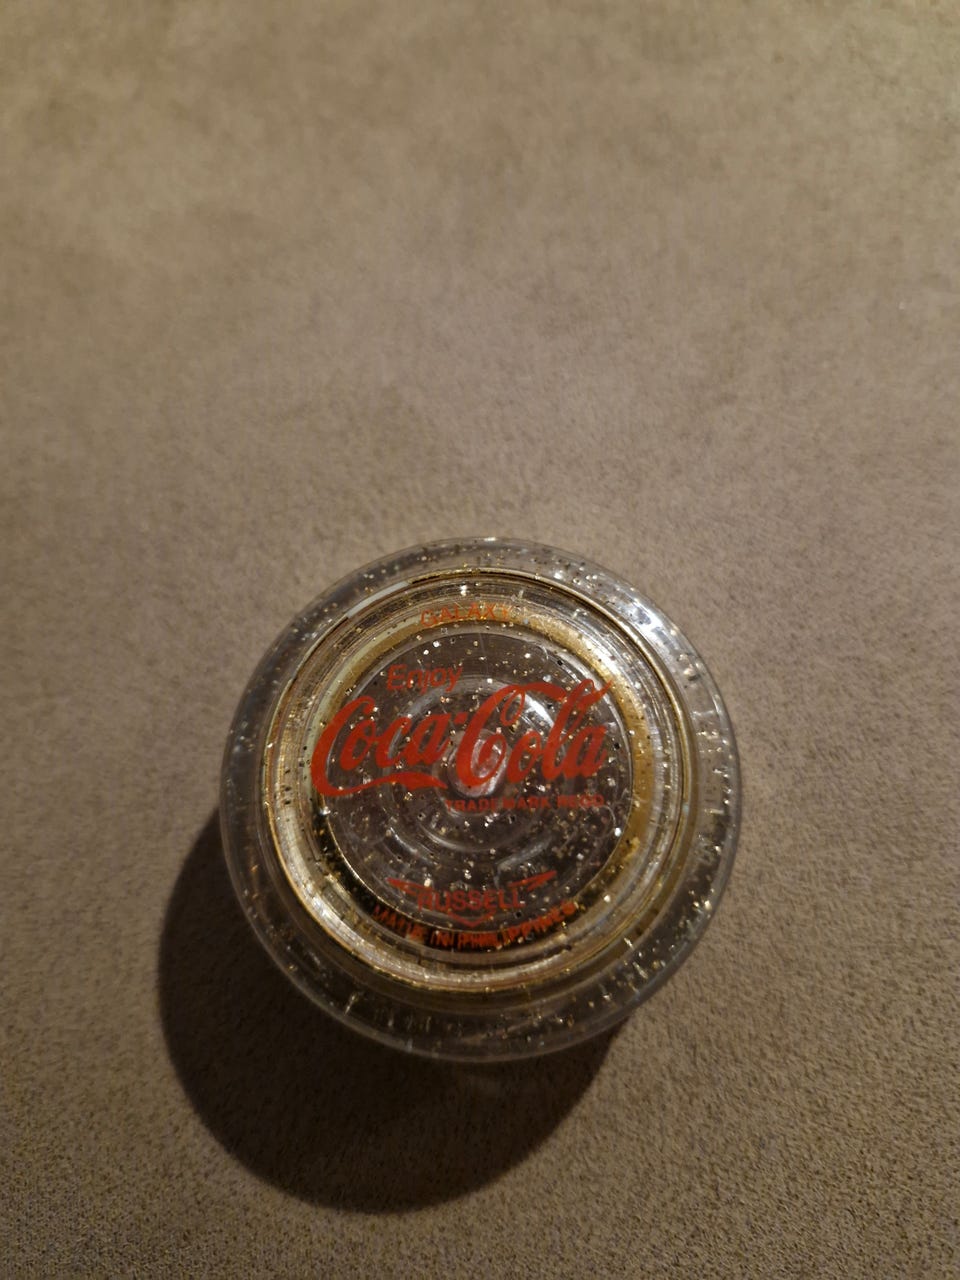 GALAXY
Enjoy
Coca-Cola
TRADE MARK REGD
RUSSELL
MADE IN PHILIPPINES